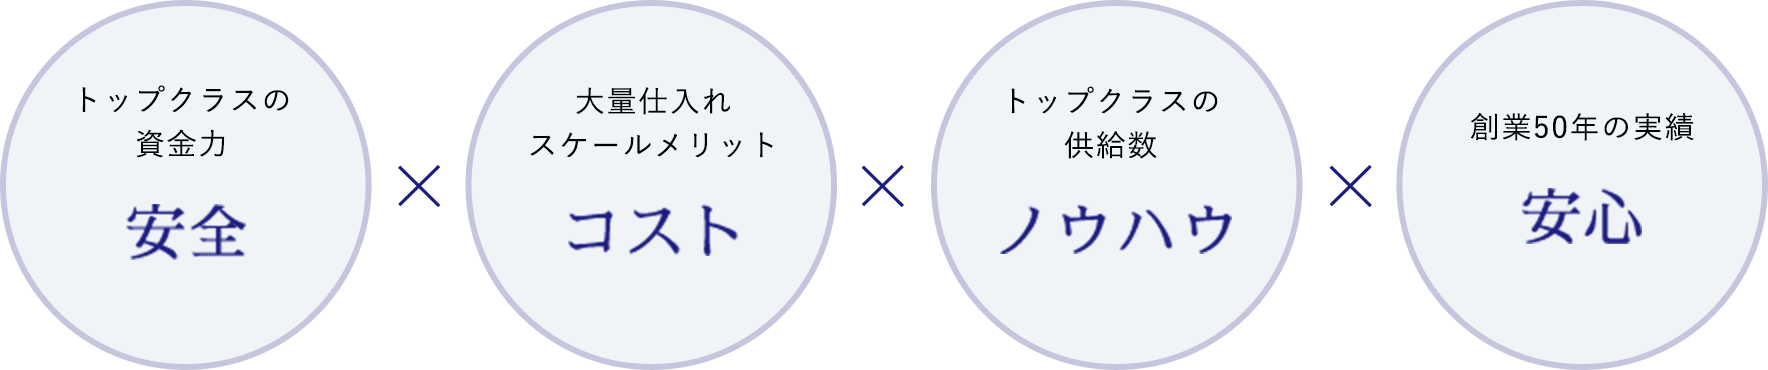 トップクラスの
資金力
安全
×
大量仕入れ
スケールメリット
コスト
×
トップクラスの
供給数
ノウハウ
×
創業50年の実績
安心